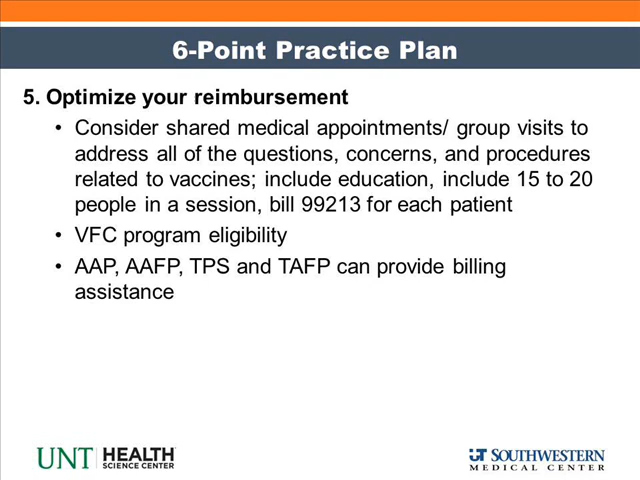 6-Point Practice Plan
5. Optimize your reimbursement
• Consider shared medical appointments/ group visits to
address all of the questions, concerns, and procedures
related to vaccines; include education, include 15 to 20
people in a session, bill 99213 for each patient
• VFC program eligibility
• AAP, AAFP, TPS and TAFP can provide billing
assistance
UNT HEALTH
SCIENCE CENTER
UT SOUTHWESTERN
MEDICAL CENTER